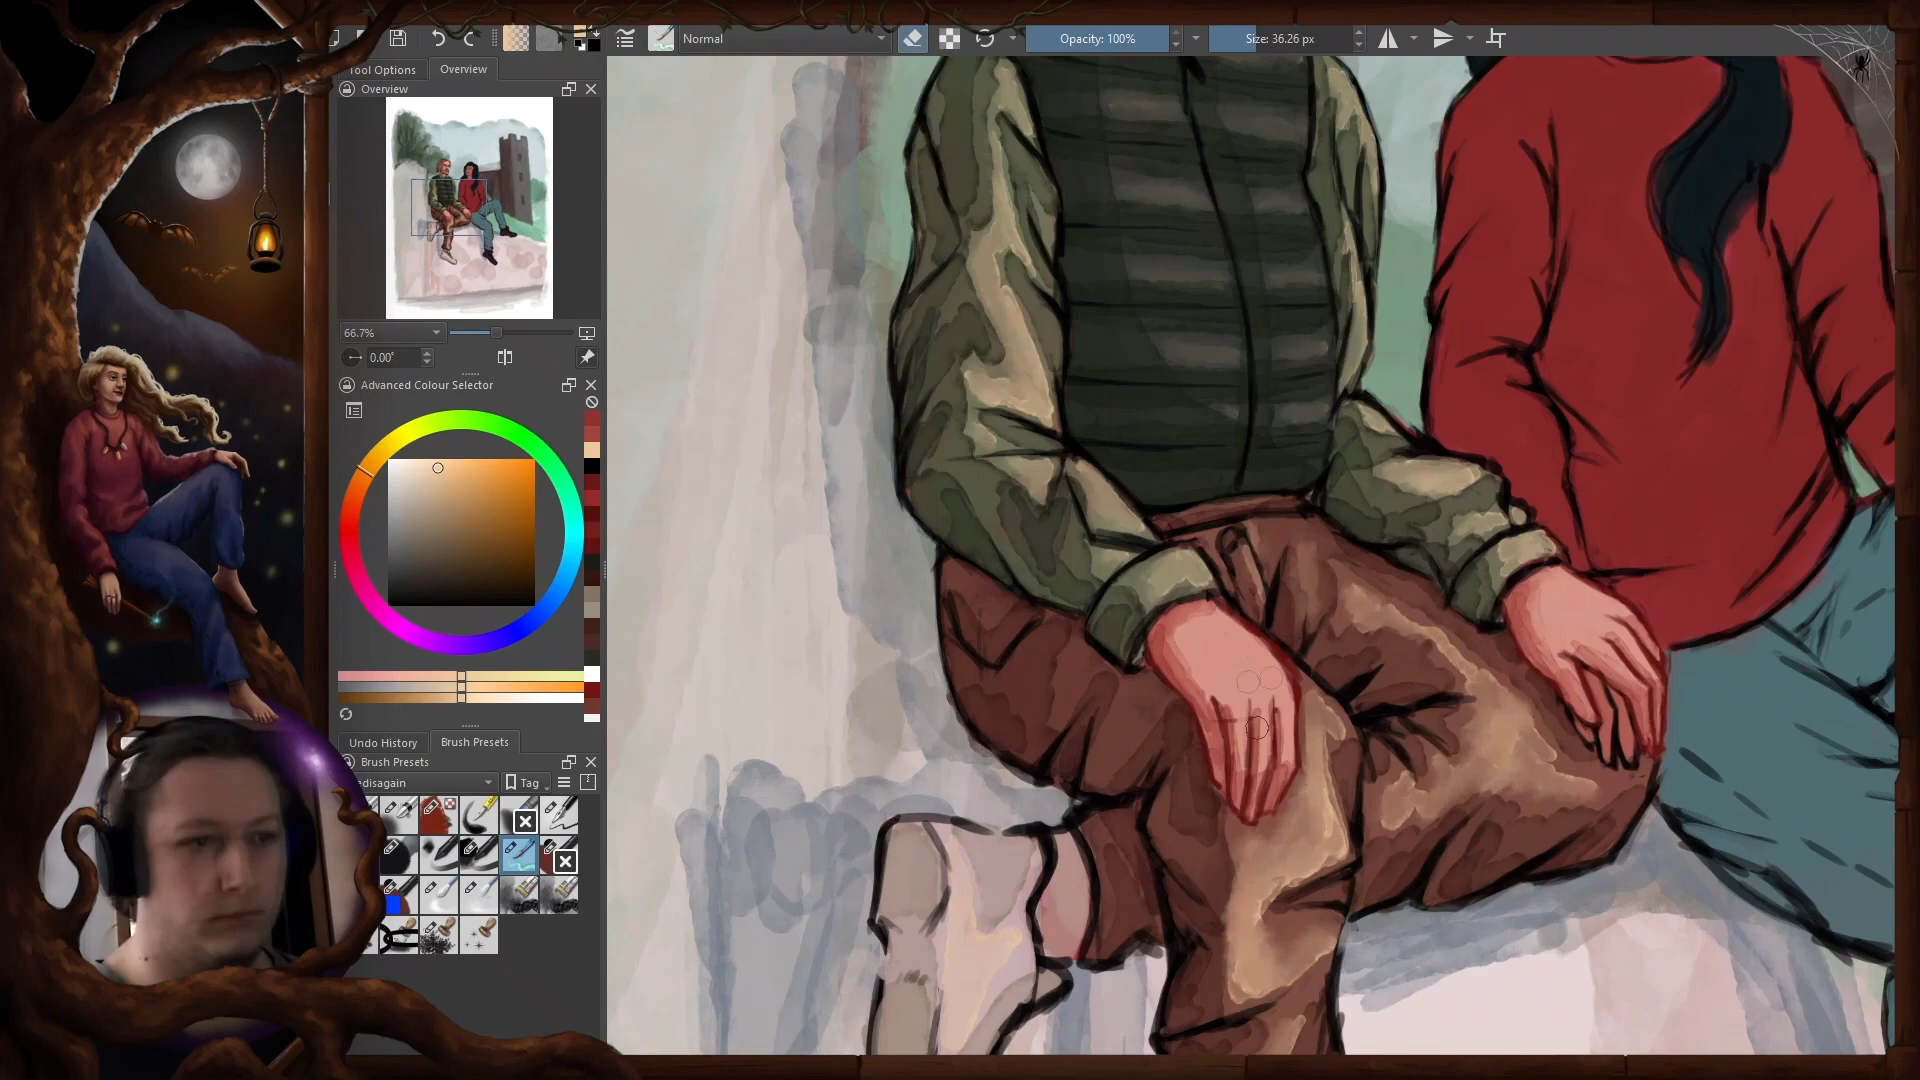 Normal
Opacity: 100%
Size: 36.26 px
Tool Options
Overview
Overview
66.7%
0.00°
Advanced Colour Selector
Undo History
Brush Presets
Brush Presets
Tag